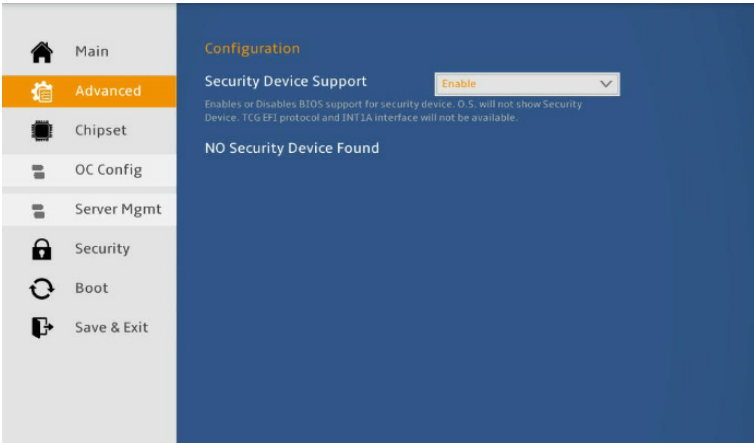 Main
Advanced
Chipset
OC Config
Server Mgmt
Security
Boot
Save & Exit
Configuration
Security Device Support
Enable
Enables or Disables BIOS support for security device. O.S. will not show Security
Device. TCG EFI protocol and INT1A interface will not be available.
NO Security Device Found